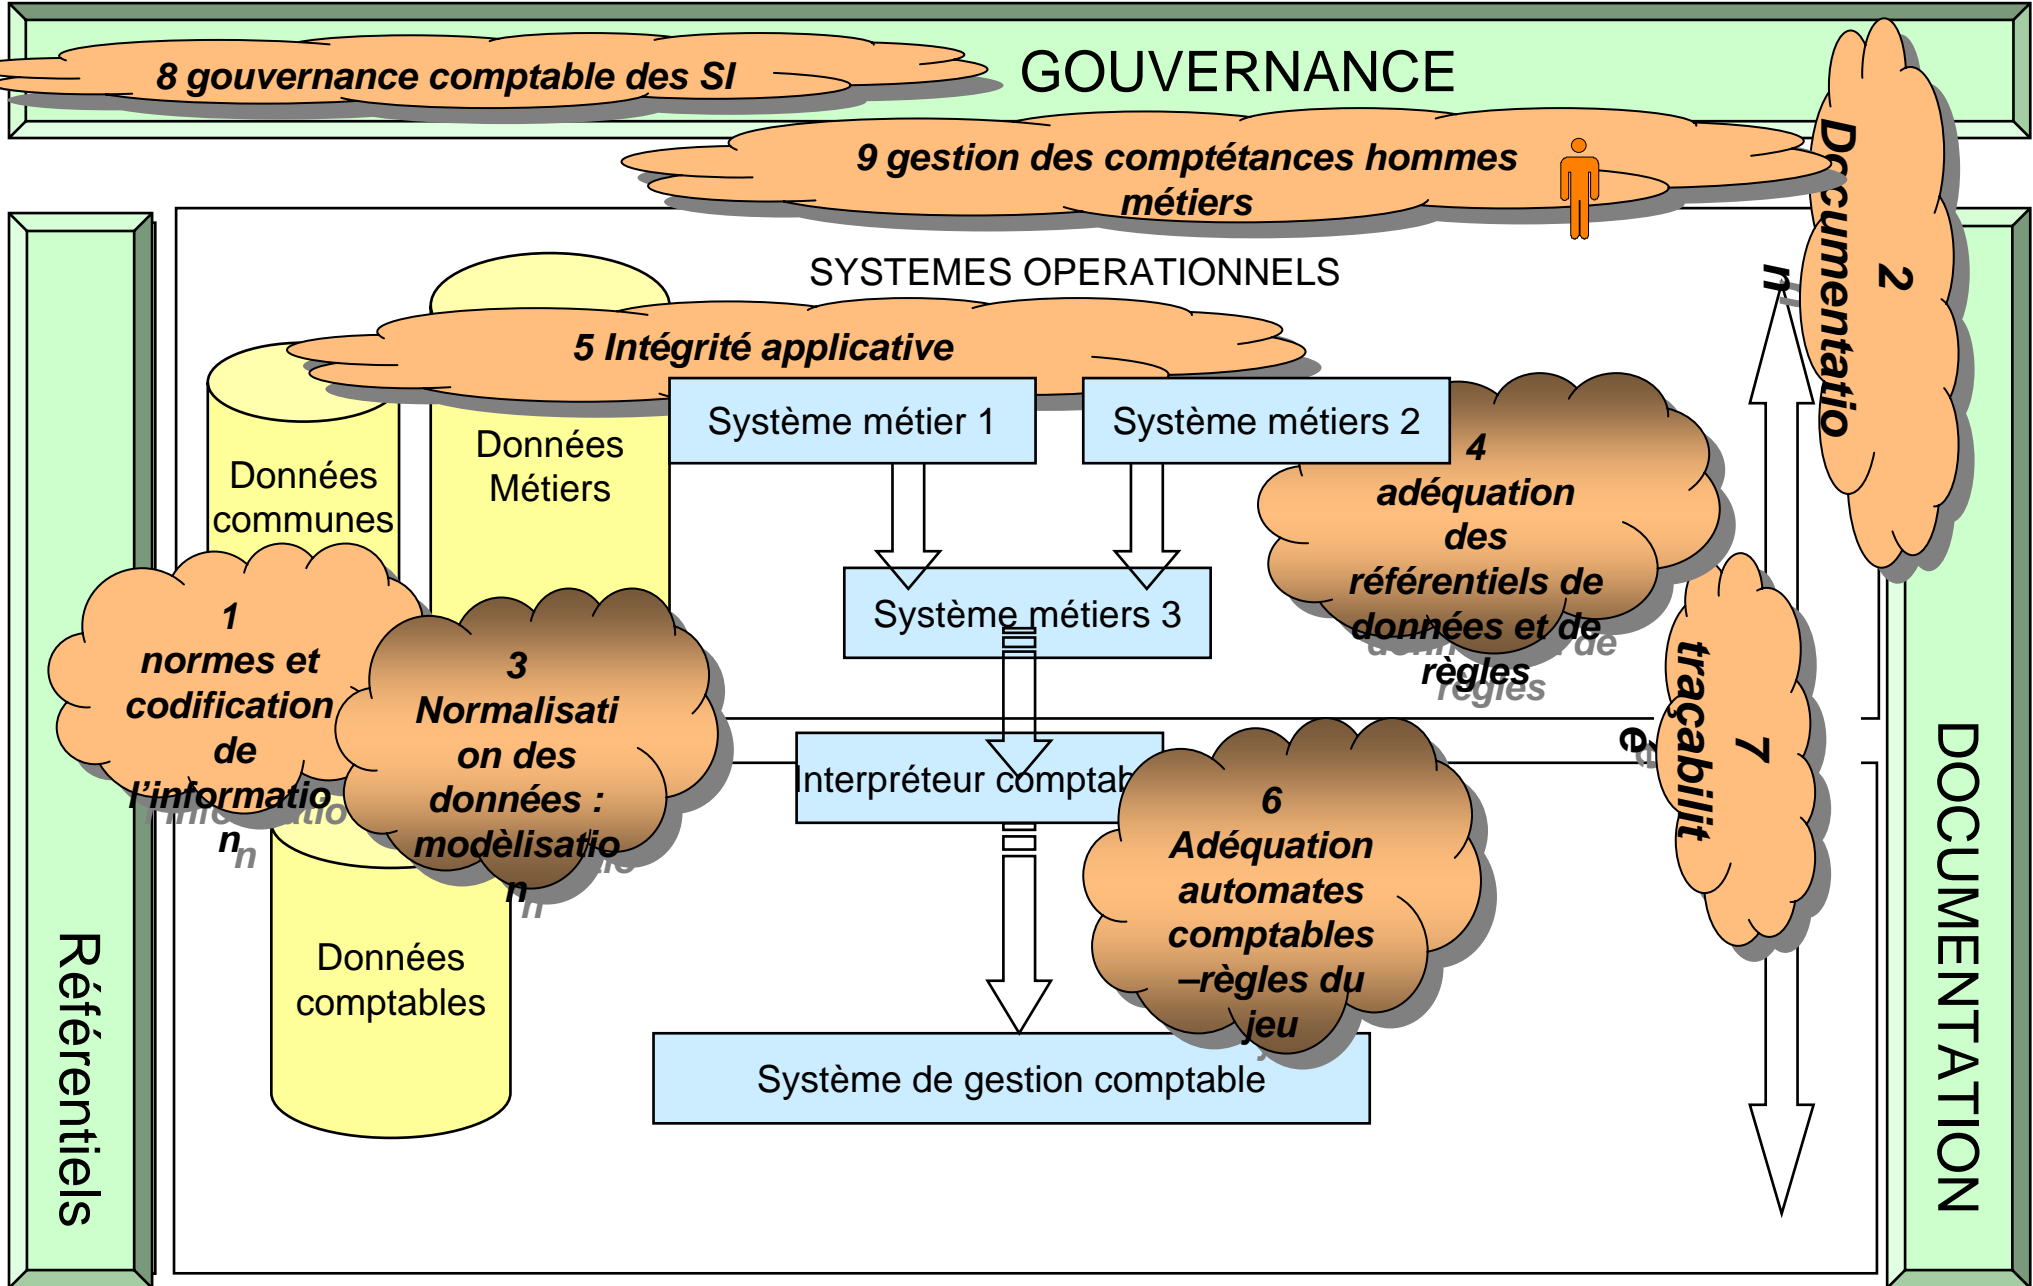 GOUVERNANCE
8 gouvernance comptable des SI
9 gestion des comptétances hommes
métiers
2
Documentatio
n
SYSTEMES OPERATIONNELS
5 Intégrité applicative
Système métier 1
Système métiers 2
Données
Métiers
Données
communes
4
adéquation
des
référentiels de
données et de
règles
Système métiers 3
1
normes et
codification
de
l'informatio
n
3
Normalisati
on des
données :
modèlisatio
n
7
traçabilit
é
Interpréteur comptab
6
Adéquation
automates
comptables
–règles du
jeu
Données
comptables
Système de gestion comptable
Référentiels
DOCUMENTATION